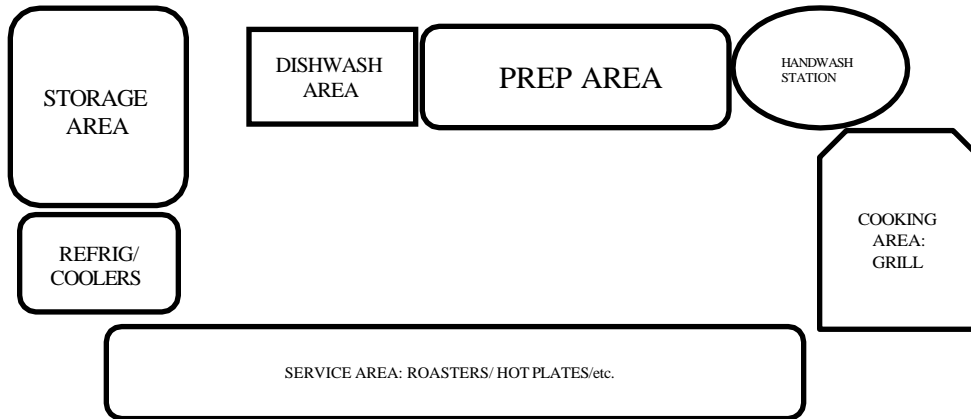 STORAGE
AREA
DISHWASH
AREA
PREP AREA
HANDWASH
STATION
COOKING
AREA:
GRILL
REFRIG/
COOLERS
SERVICE AREA: ROASTERS/ HOT PLATES/etc.